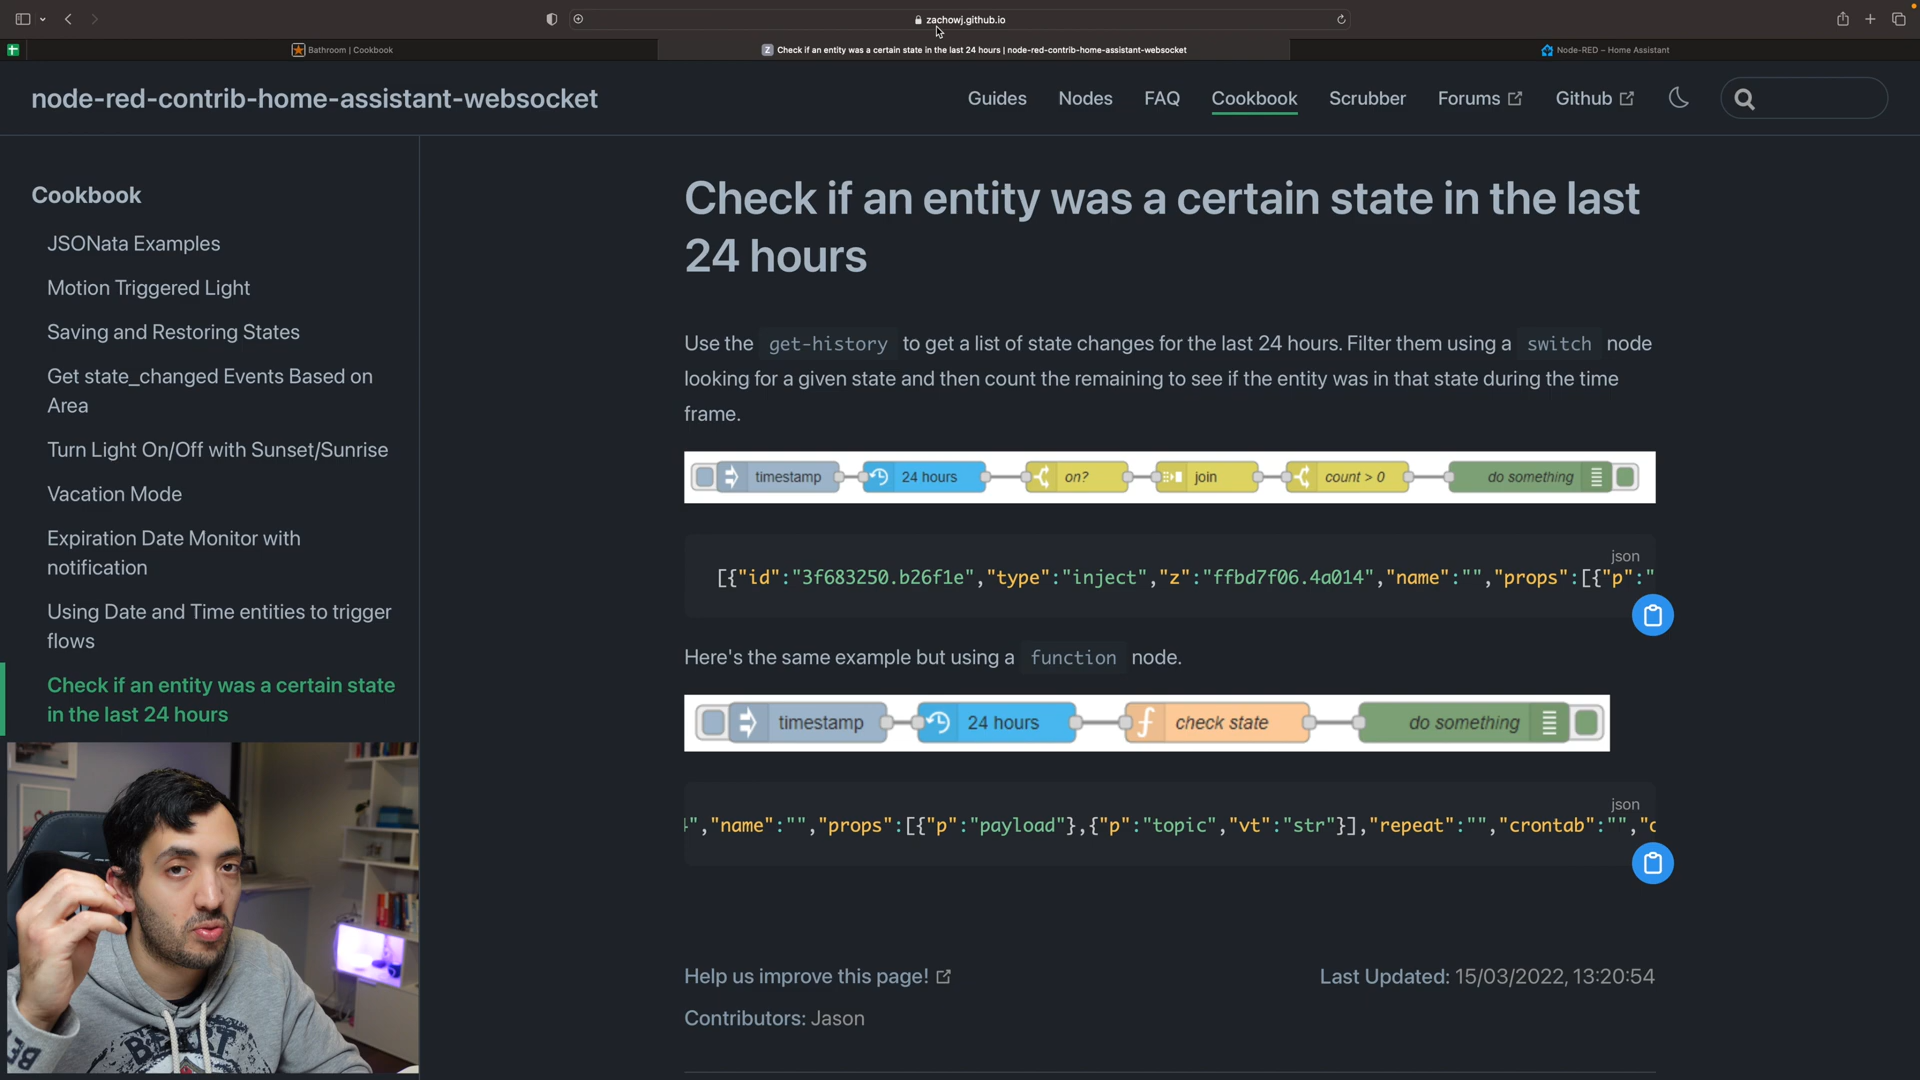 zachowj.github.io
Bathroom | Cookbook
Check if an entity was a certain state in the last 24 hours | node-red-contrib-home-assistant-websocket
Node-RED – Home Assistant
node-red-contrib-home-assistant-websocket
Guides
Nodes
FAQ
Cookbook
Scrubber
Forums
Github
Cookbook
JSONata Examples
Motion Triggered Light
Saving and Restoring States
Get state_changed Events Based on
Area
Turn Light On/Off with Sunset/Sunrise
Vacation Mode
Expiration Date Monitor with
notification
Using Date and Time entities to trigger
flows
Check if an entity was a certain state
in the last 24 hours
Check if an entity was a certain state in the last
24 hours
Use the get-history to get a list of state changes for the last 24 hours. Filter them using a switch node
looking for a given state and then count the remaining to see if the entity was in that state during the time
frame.
timestamp
24 hours
on?
join
count > 0
do something
json
[{"id":"3f683250.b26f1e","type":"inject","z":"ffbd7f06.4a014","name":"","props":[{"p":"
Here's the same example but using a function node.
timestamp
24 hours
check state
do something
json
","name":"","props":[{"p":"payload"},{"p":"topic","vt":"str"}],"repeat":"","crontab":"","
Help us improve this page!
Last Updated: 15/03/2022, 13:20:54
Contributors: Jason